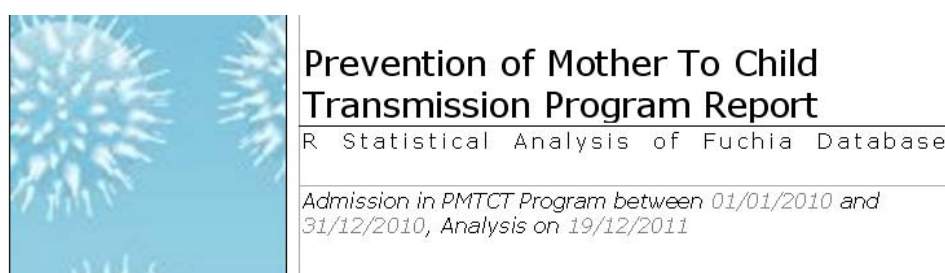 Prevention of Mother To Child
Transmission Program Report
R Statistical Analysis of Fuchia Database
Admission in PMTCT Program between 01/01/2010 and
31/12/2010, Analysis on 19/12/2011